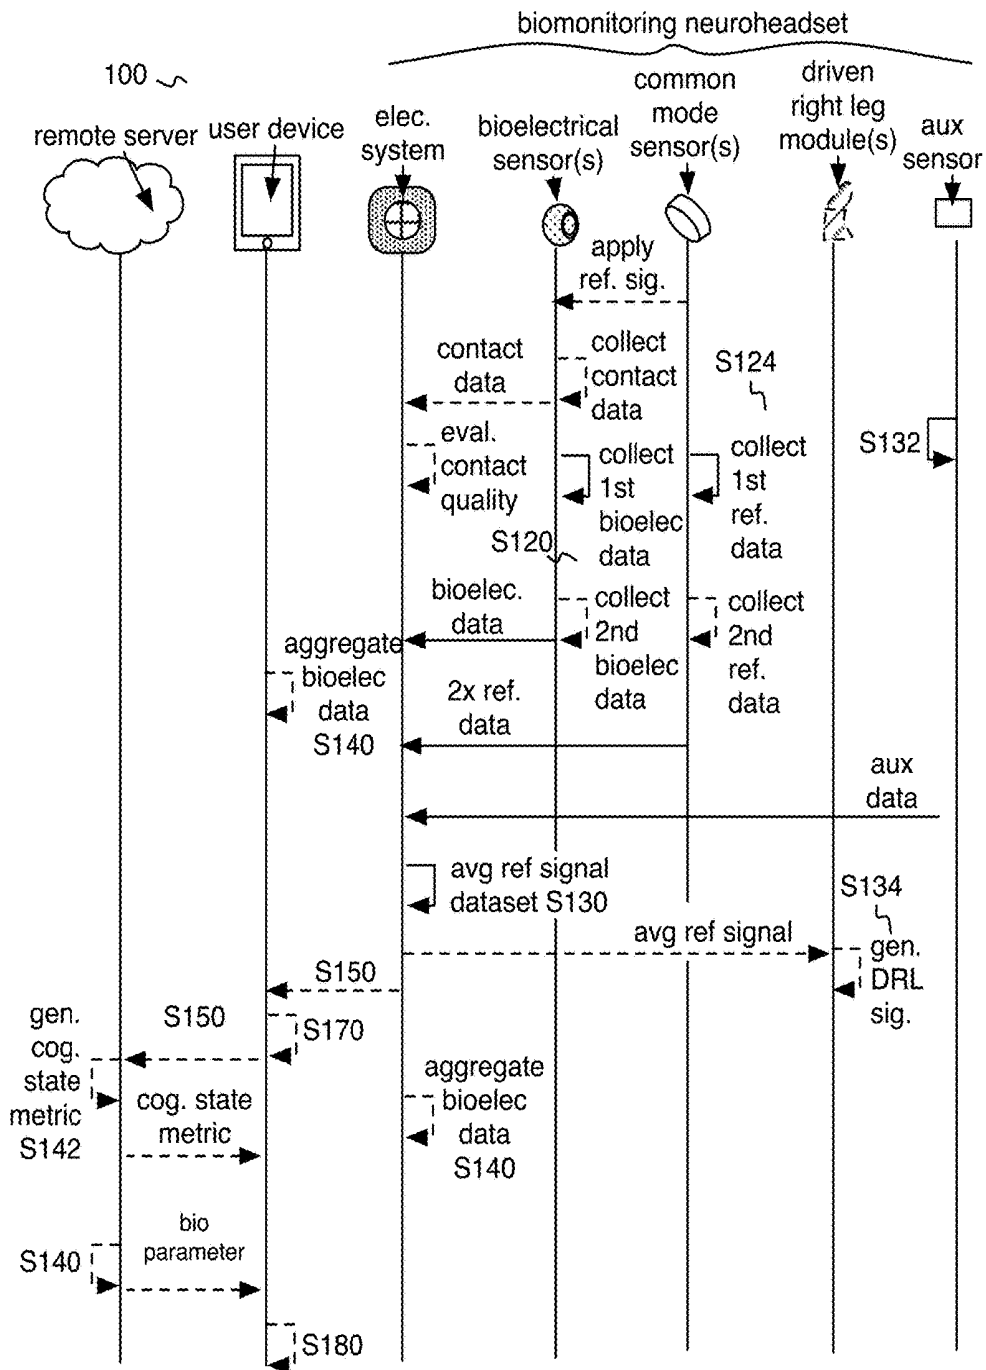 biomonitoring neuroheadset
100
remote server
user device
elec.
system
bioelectrical
sensor(s)
common
mode
sensor(s)
driven
right leg
module(s)
aux
sensor
apply
ref. sig.
contact
data
collect
contact
data
S124
eval.
contact
quality
collect
1st
bioelec
data
collect
1st
ref.
data
S132
S120
bioelec.
data
collect
2nd
bioelec
data
collect
2nd
ref.
data
aggregate
bioelec
data
S140
2x ref.
data
aux
data
avg ref signal
dataset S130
S134
avg ref signal
gen.
DRL
sig.
S150
gen.
cog.
state
metric
S142
S150
S170
cog. state
metric
aggregate
bioelec
data
S140
bio
parameter
S140
S180